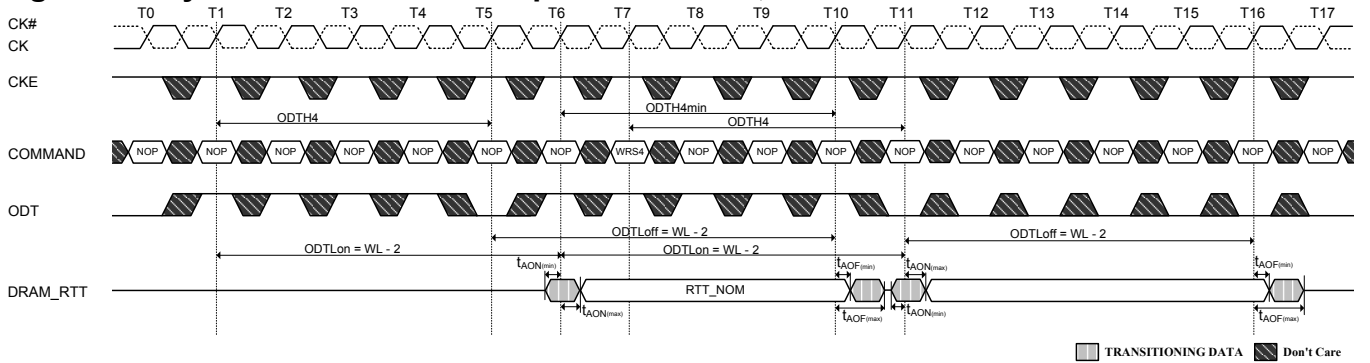 T0 T1 T2 T3 T4 T5 T6 T7 T8 T9 T10 T11 T12 T13 T14 T15 T16 T17
CK#
CK
CKE
ODTH4 ODTH4min
ODTH4
COMMAND NOP NOP NOP NOP NOP NOP NOP WRS4 NOP NOP NOP NOP NOP NOP NOP NOP NOP NOP
ODT
ODTLoff = WL - 2 ODTLoff = WL - 2
ODTLon = WL - 2 ODTLon = WL - 2
tAON(min) tAOF(min) tAON(max) tAOF(min)
DRAM_RTT RTT_NOM
tAON(max) tAOF(max) tAON(min) tAOF(max)
TRANSITIONING DATA Don't Care